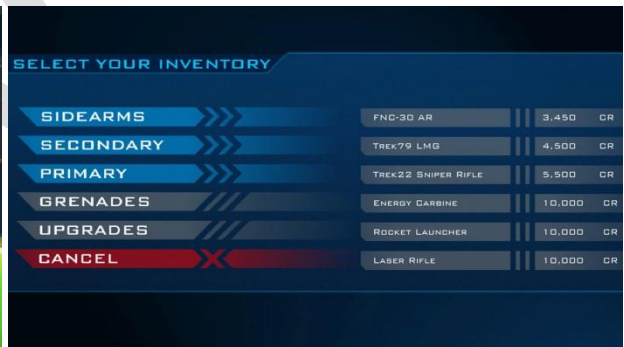 SELECT YOUR INVENTORY
SIDEARMS
SECONDARY
PRIMARY
GRENADES
UPGRADES
CANCEL
FNC-30 AR 3,450 CR
TREK79 LMG 4,500 CR
TREK22 SNIPER RIFLE 5,500 CR
ENERGY CARBINE 10,000 CR
ROCKET LAUNCHER 10,000 CR
LASER RIFLE 10,000 CR